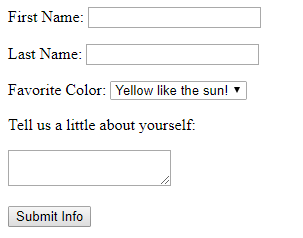 First Name:
Last Name:
Favorite Color: Yellow like the sun!
Tell us a little about yourself:
Submit Info